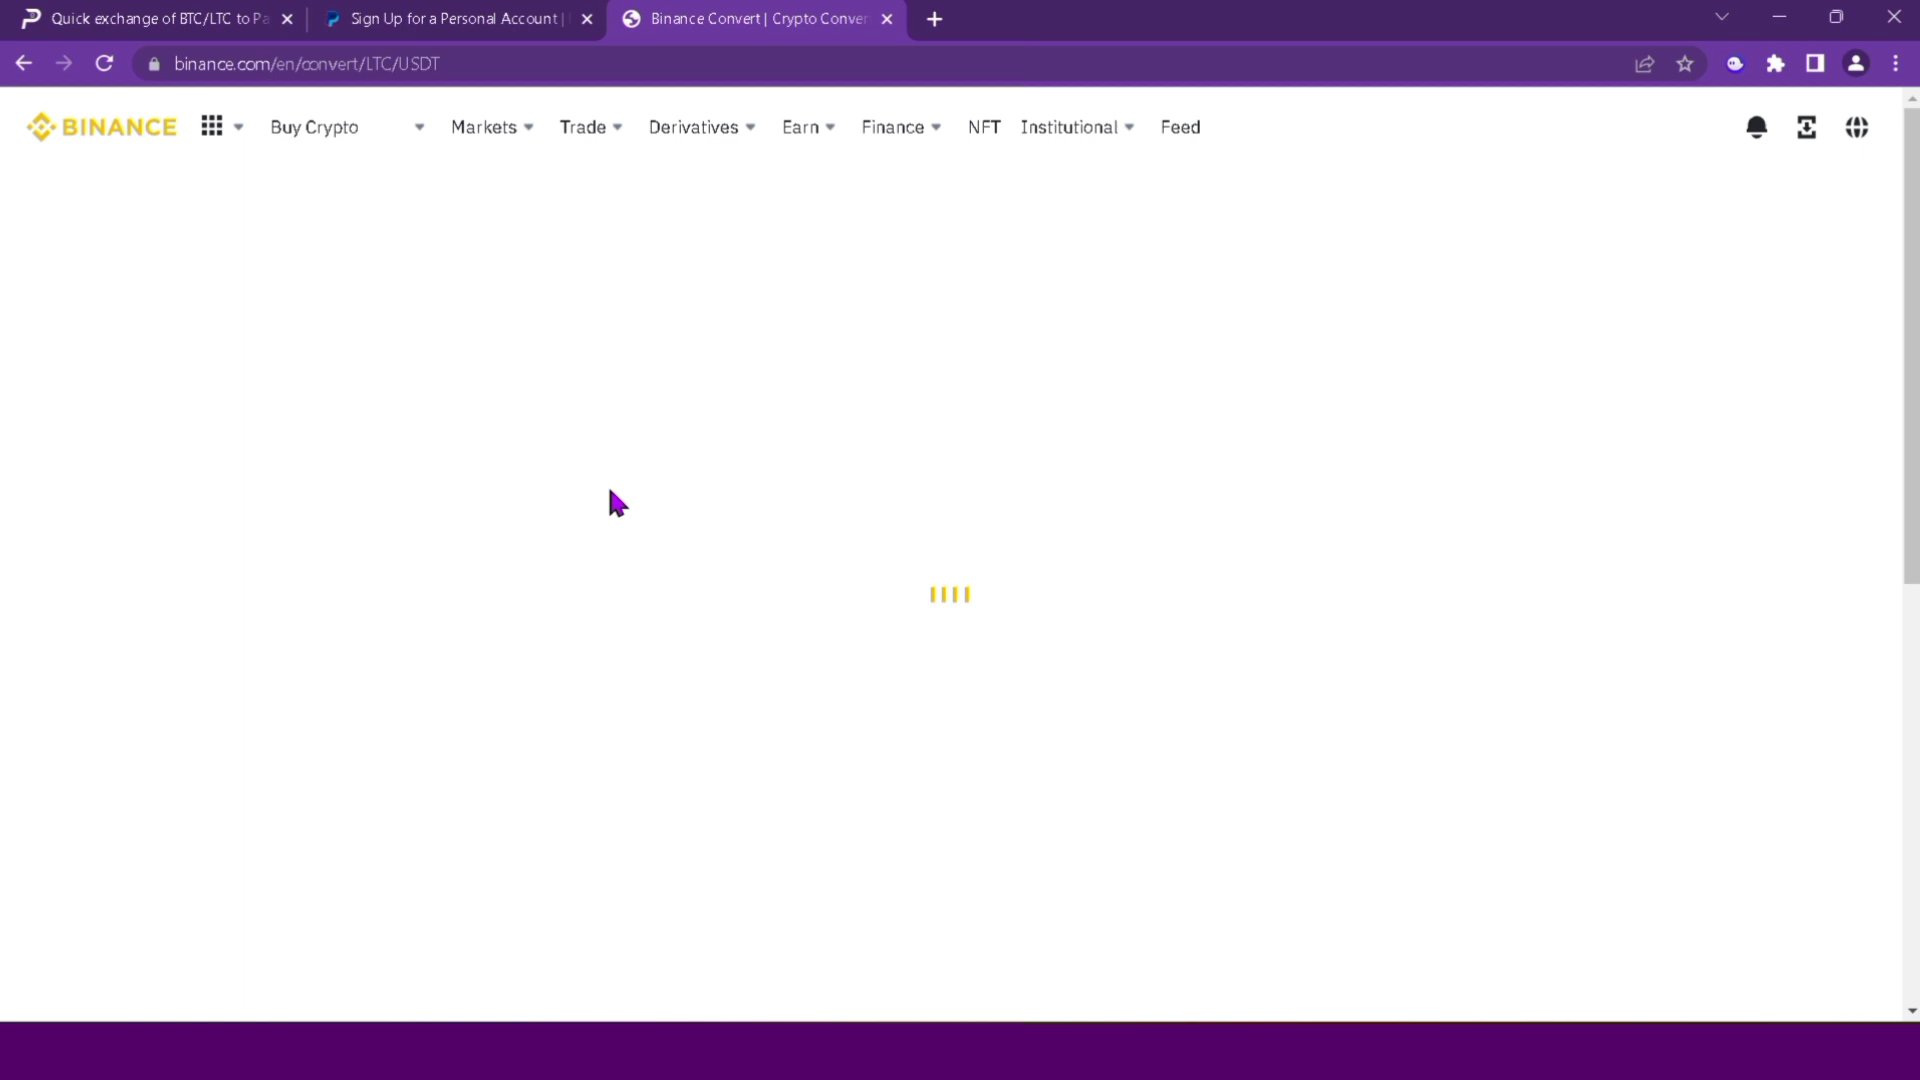 Quick exchange of BTC/LTC to Pa
Sign Up for a Personal Account |
Binance Convert | Crypto Conver
binance.com/en/convert/LTC/USDT
BINANCE
Buy Crypto
Markets
Trade
Derivatives
Earn
Finance
NFT
Institutional
Feed